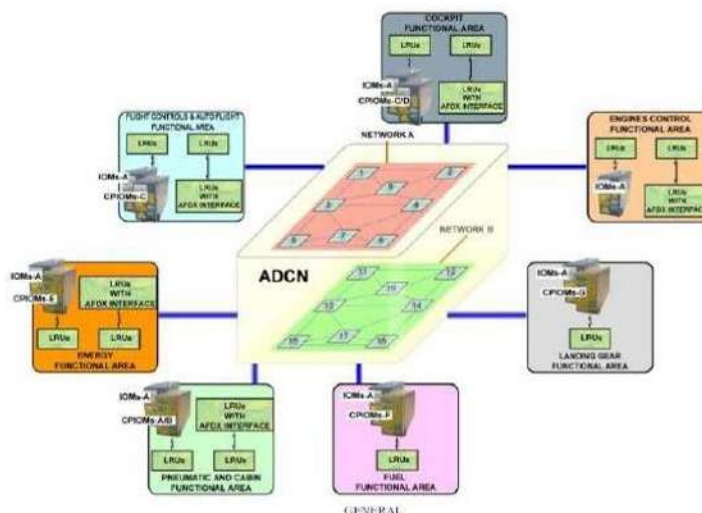 COCKPIT
FUNCTIONAL AREA
LRUs
LRUs
IOMs-A
CPIOMs-C/D
LRUs
WITH
AFDX INTERFACE
FLIGHT CONTROLS & AUTO FLIGHT
FUNCTIONAL AREA
LRUs
LRUs
IOMs-A
CPIOMs-C
LRUs
WITH AFDX INTERFACE
NETWORK A
ENGINES CONTROL
FUNCTIONAL AREA
LRUs
LRUs
IOMs-A
LRUs
WITH
AFDX INTERFACE
NETWORK B
ADCN
IOMs-A
CPIOMs-E
LRUs
WITH
AFDX INTERFACE
LRUs
LRUs
ENERGY
FUNCTIONAL AREA
IOMs-A
CPIOMs-G
LRUs
LANDING GEAR
FUNCTIONAL AREA
IOMs-A
CPIOMs-A/B
LRUs
WITH
AFDX INTERFACE
LRUs
LRUs
PNEUMATIC AND CABIN
FUNCTIONAL AREA
IOMs-A
CPIOMs-F
LRUs
FUEL
FUNCTIONAL AREA
GENERAL